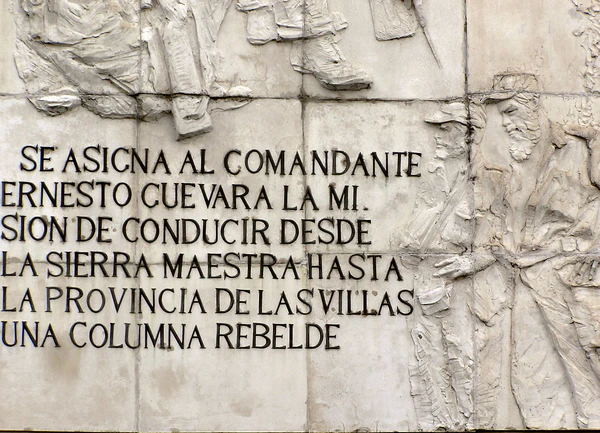 SE ASIGNA AL COMANDANTE
ERNESTO GUEVARA LA MI.
SION DE CONDUCIR DESDE
LA SIERRA MAESTRA HASTA
LA PROVINCIA DE LAS VILLAS
UNA COLUMNA REBELDE